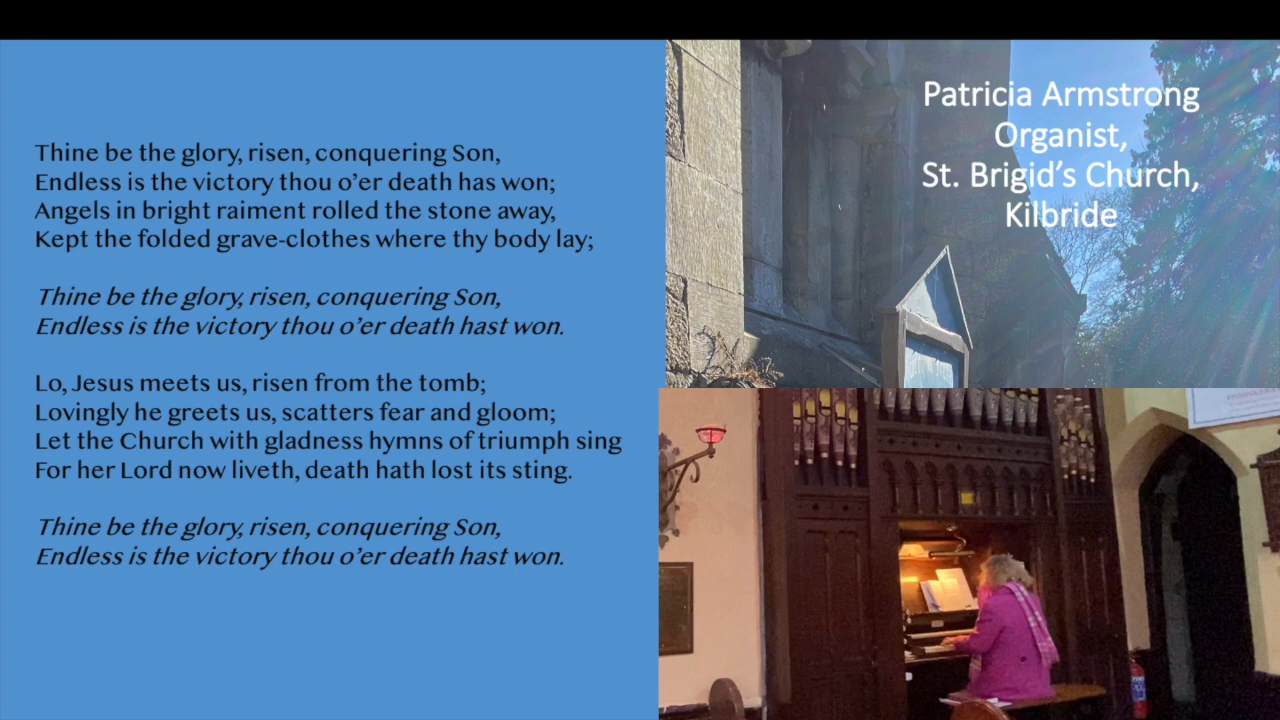 Thine be the glory, risen, conquering Son,
Endless is the victory thou o’er death has won;
Angels in bright raiment rolled the stone away,
Kept the folded grave-clothes where thy body lay;
Thine be the glory, risen, conquering Son,
Endless is the victory thou o’er death hast won.
Lo, Jesus meets us, risen from the tomb;
Lovingly he greets us, scatters fear and gloom;
Let the Church with gladness hymns of triumph sing
For her Lord now liveth, death hath lost its sting.
Thine be the glory, risen, conquering Son,
Endless is the victory thou o’er death hast won.
Patricia Armstrong
Organist,
St. Brigid’s Church,
Kilbride